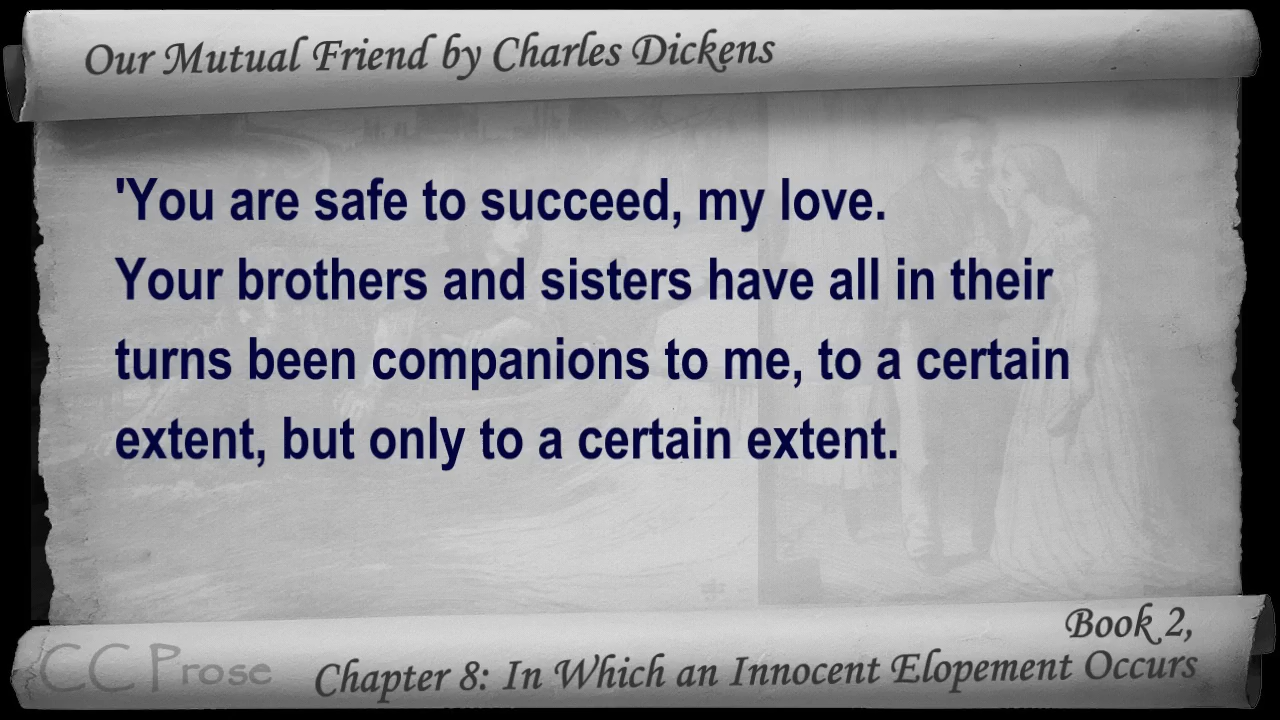 Our Mutual Friend by Charles Dickens
'You are safe to succeed, my love.
Your brothers and sisters have all in their
turns been companions to me, to a certain
extent, but only to a certain extent.
Book 2,
CC Prose
Chapter 8: In Which an Innocent Elopement Occurs